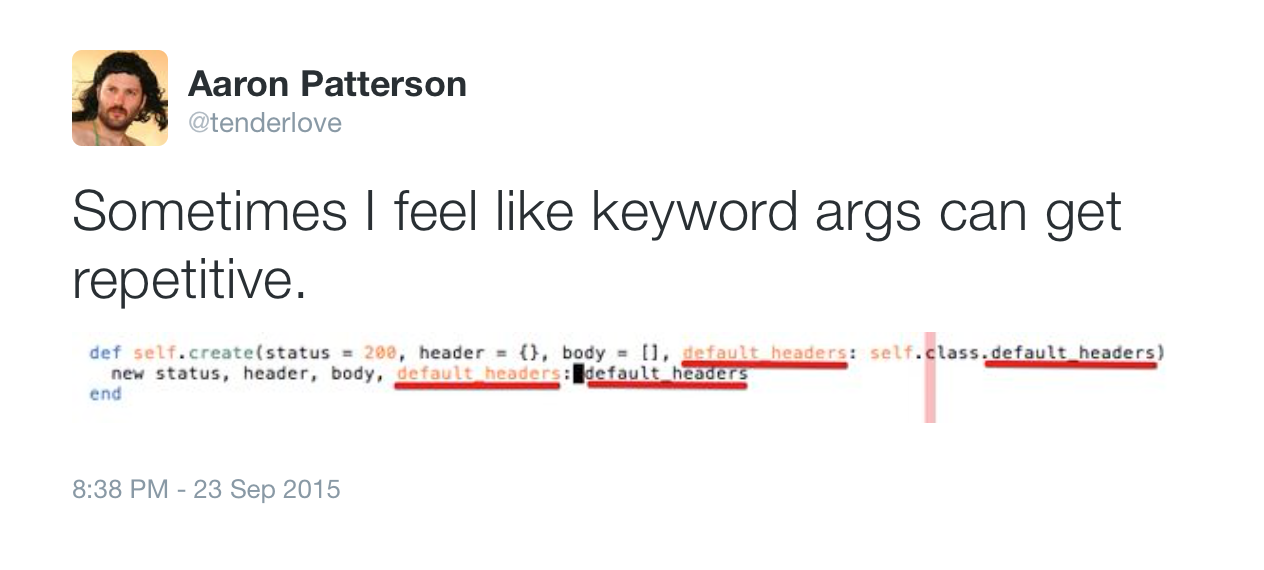 Aaron Patterson
@tenderlove
Sometimes I feel like keyword args can get
repetitive.
def self.create(status = 200, header = {}, body = [], default_headers: self.class.default_headers)
new status, header, body, default_headers: default_headers
end
8:38 PM - 23 Sep 2015